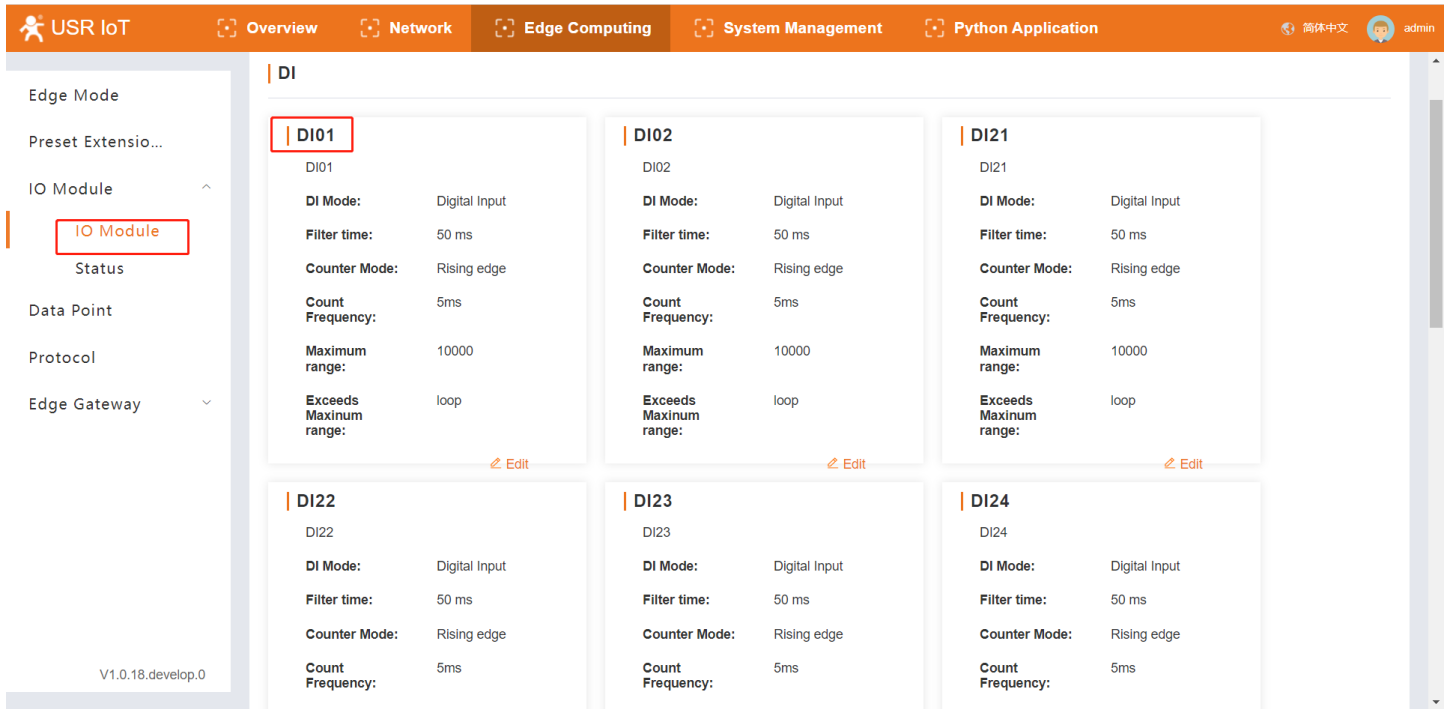 USR IoT
Overview
Network
Edge Computing
System Management
Python Application
简体中文
admin
Edge Mode
Preset Extensio...
IO Module
IO Module
Status
Data Point
Protocol
Edge Gateway
V1.0.18.develop.0
DI
DI01
DI01
DI Mode: Digital Input
Filter time: 50 ms
Counter Mode: Rising edge
Count 5ms
Frequency:
Maximum 10000
range:
Exceeds loop
Maxinum
range:
Edit
DI02
DI02
DI Mode: Digital Input
Filter time: 50 ms
Counter Mode: Rising edge
Count 5ms
Frequency:
Maximum 10000
range:
Exceeds loop
Maxinum
range:
Edit
DI21
DI21
DI Mode: Digital Input
Filter time: 50 ms
Counter Mode: Rising edge
Count 5ms
Frequency:
Maximum 10000
range:
Exceeds loop
Maxinum
range:
Edit
DI22
DI22
DI Mode: Digital Input
Filter time: 50 ms
Counter Mode: Rising edge
Count 5ms
Frequency:
DI23
DI23
DI Mode: Digital Input
Filter time: 50 ms
Counter Mode: Rising edge
Count 5ms
Frequency:
DI24
DI24
DI Mode: Digital Input
Filter time: 50 ms
Counter Mode: Rising edge
Count 5ms
Frequency: